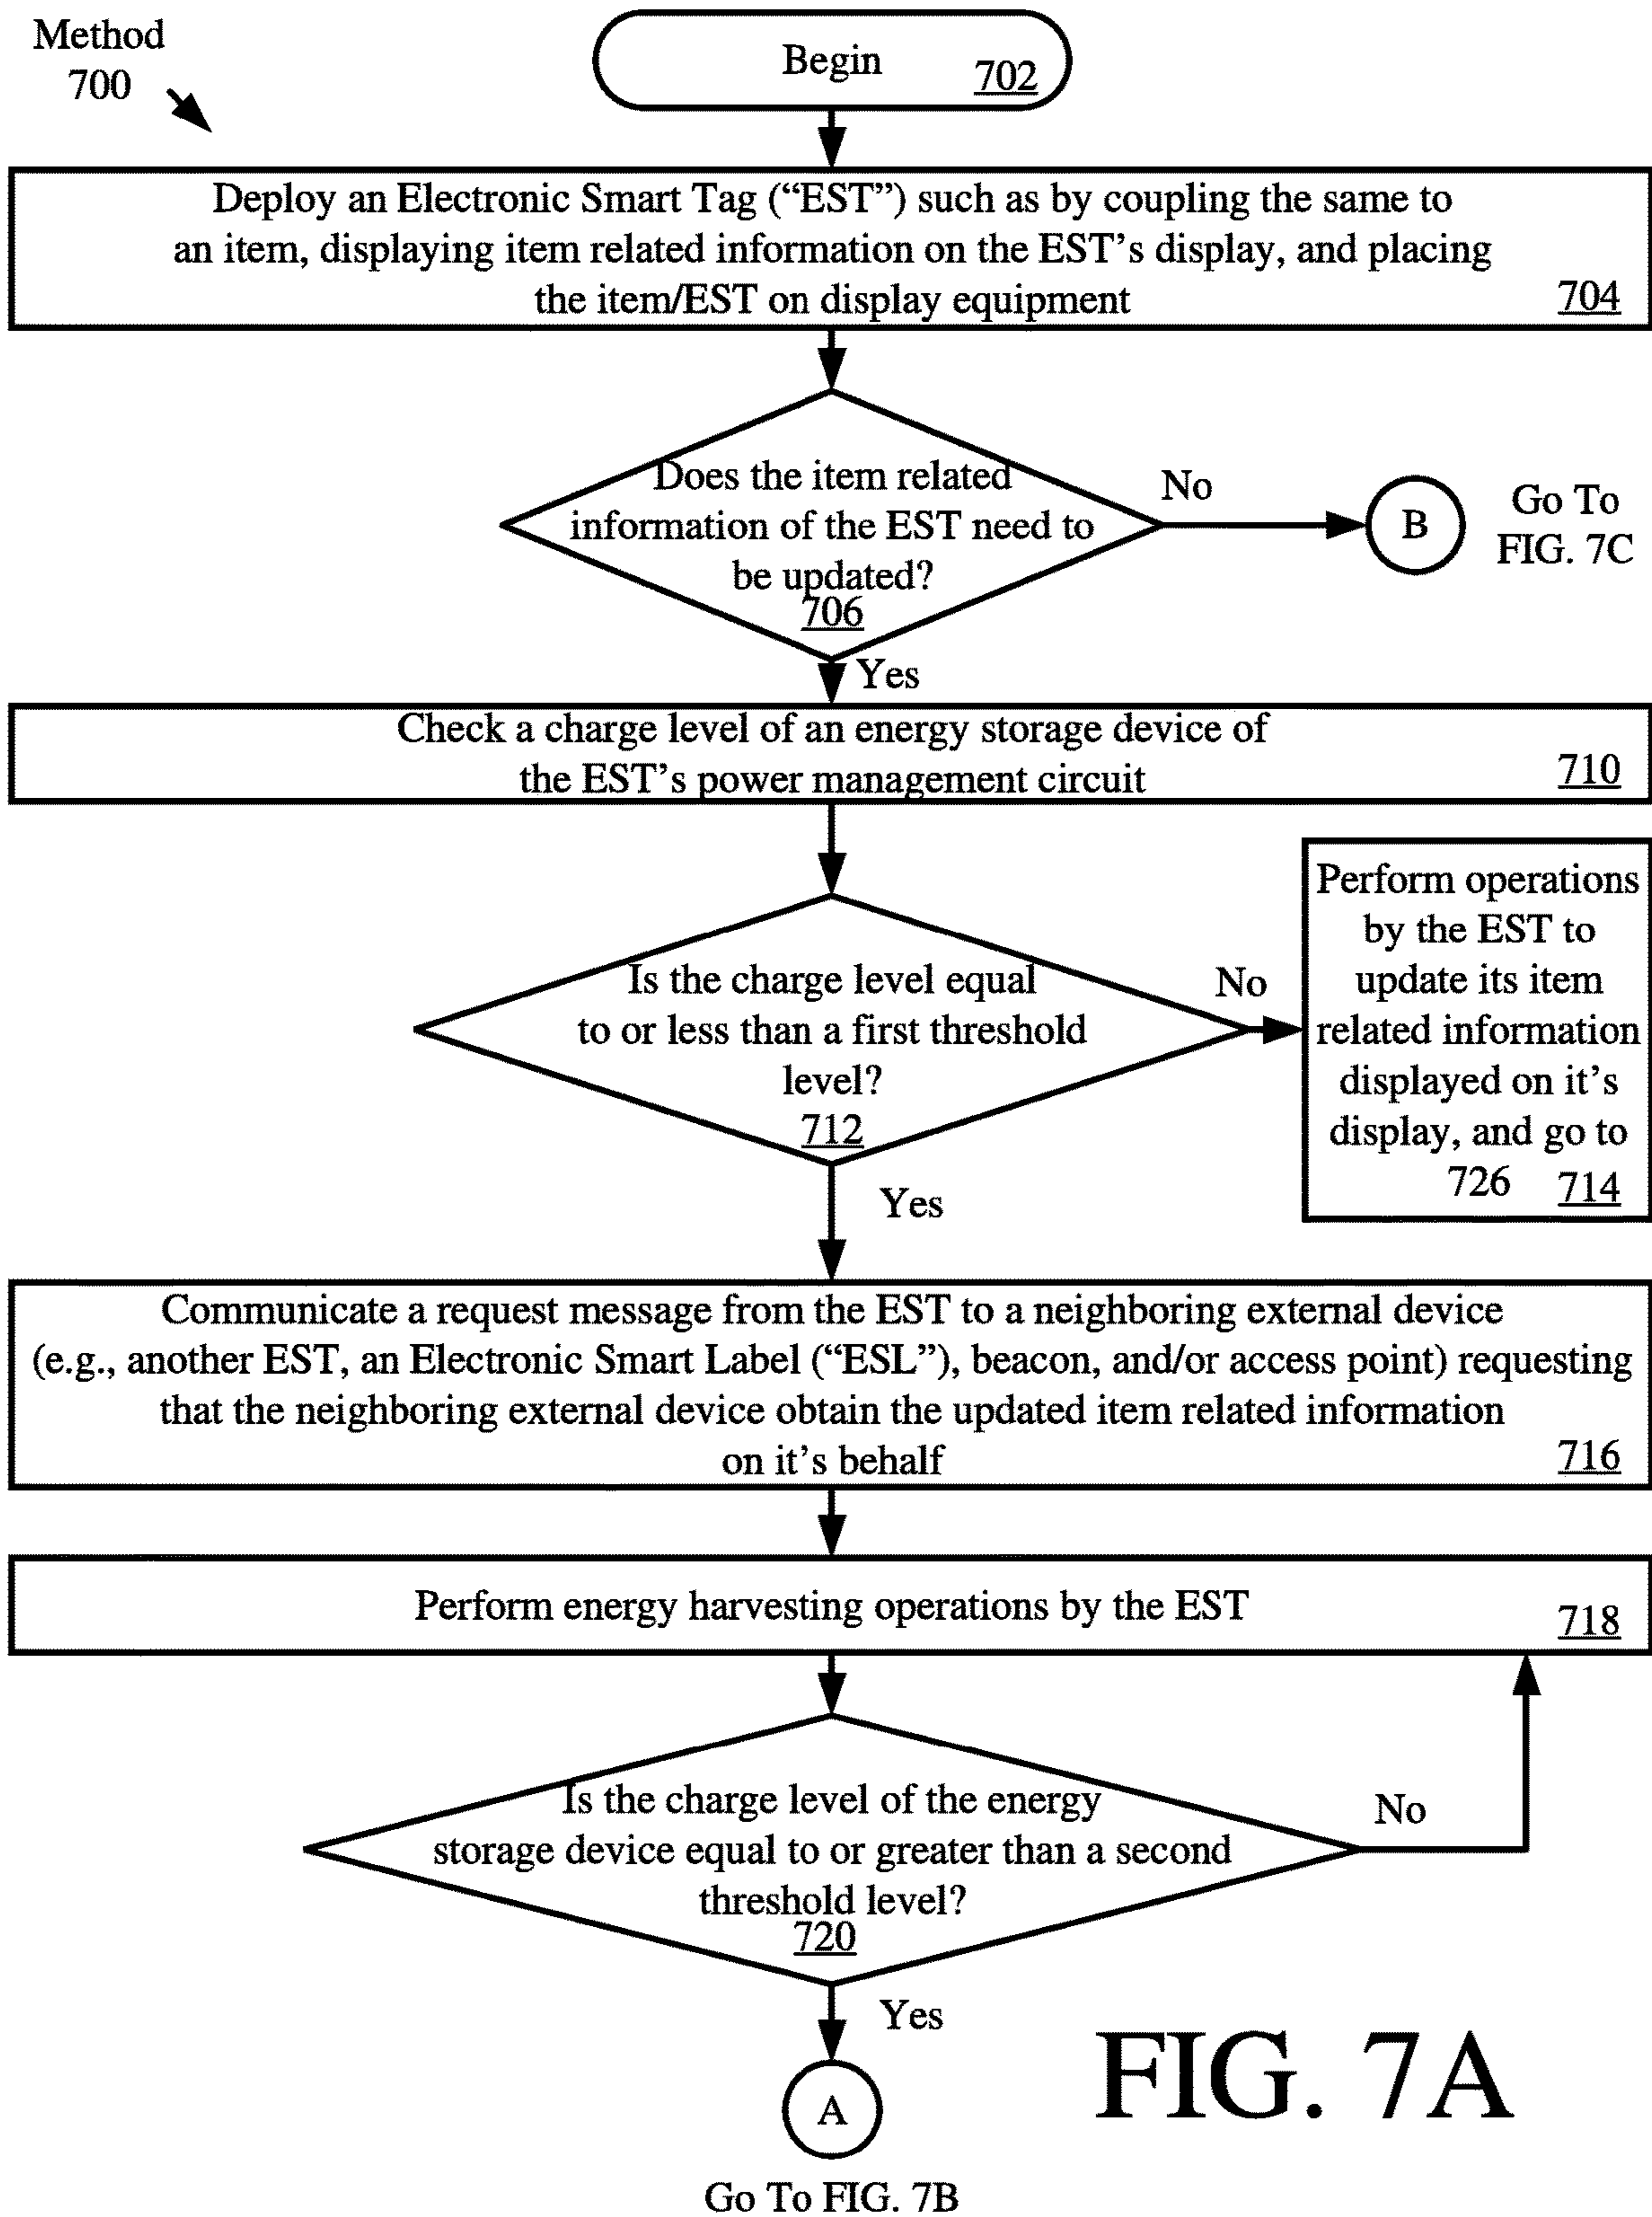 Method
700
Begin
702
Deploy an Electronic Smart Tag (“EST”) such as by coupling the same to
an item, displaying item related information on the EST’s display, and placing
the item/EST on display equipment
704
Does the item related
information of the EST need to
be updated?
706
No
B
Go To
FIG. 7C
Yes
Check a charge level of an energy storage device of
the EST’s power management circuit
710
Is the charge level equal
to or less than a first threshold
level?
712
No
Perform operations
by the EST to
update its item
related information
displayed on it’s
display, and go to
726 714
Yes
Communicate a request message from the EST to a neighboring external device
(e.g., another EST, an Electronic Smart Label (“ESL”), beacon, and/or access point) requesting
that the neighboring external device obtain the updated item related information
on it’s behalf
716
Perform energy harvesting operations by the EST
718
Is the charge level of the energy
storage device equal to or greater than a second
threshold level?
720
No
Yes
A
Go To FIG. 7B
FIG. 7A